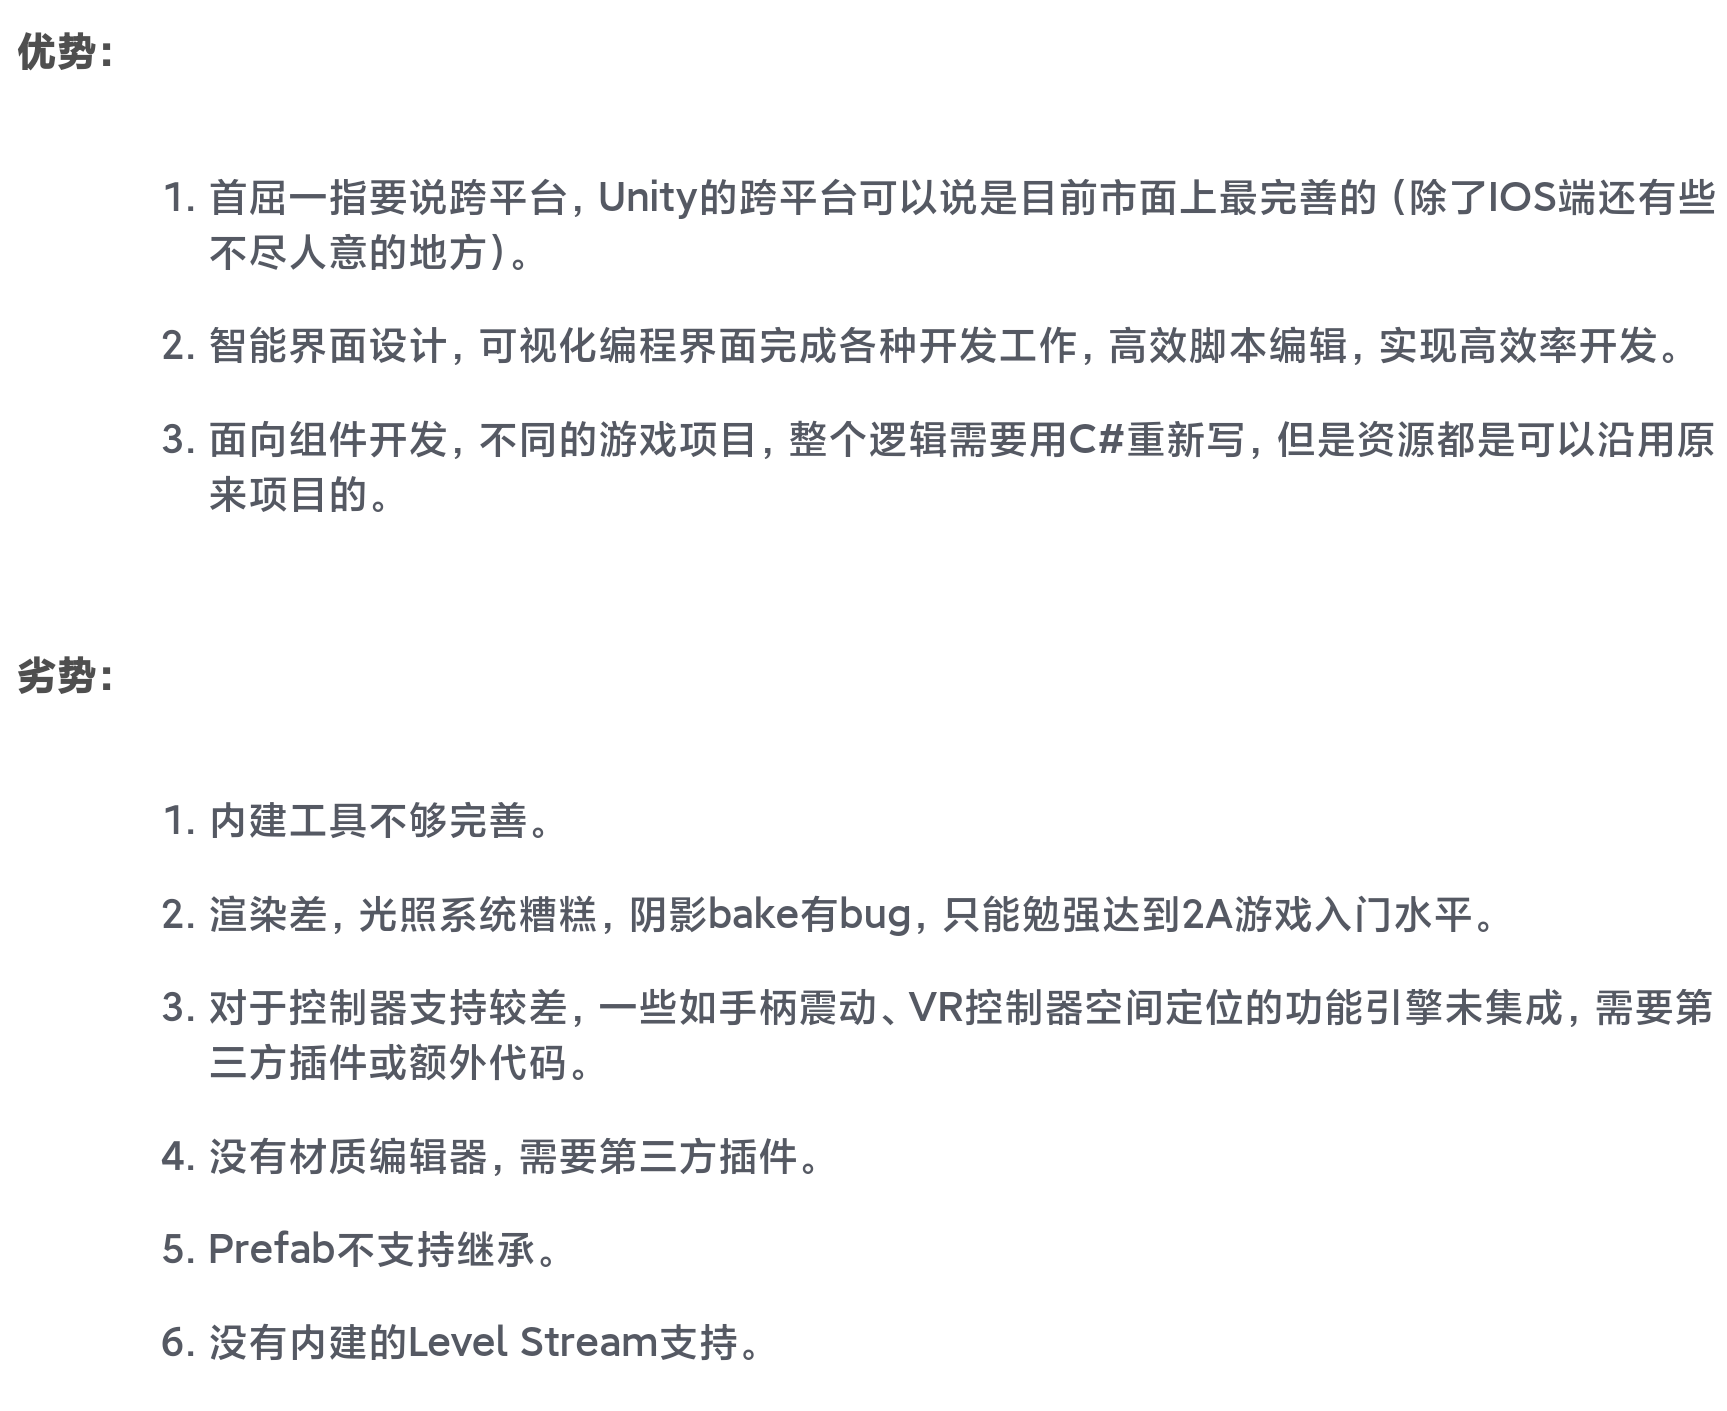 优势：
1. 首屈一指要说跨平台，Unity的跨平台可以说是目前市面上最完善的（除了IOS端还有些
不尽人意的地方）。
2. 智能界面设计，可视化编程界面完成各种开发工作，高效脚本编辑，实现高效率开发。
3. 面向组件开发，不同的游戏项目，整个逻辑需要用C#重新写，但是资源都是可以沿用原
来项目的。
劣势：
1. 内建工具不够完善。
2. 渲染差，光照系统糟糕，阴影bake有bug，只能勉强达到2A游戏入门水平。
3. 对于控制器支持较差，一些如手柄震动、VR控制器空间定位的功能引擎未集成，需要第
三方插件或额外代码。
4. 没有材质编辑器，需要第三方插件。
5. Prefab不支持继承。
6. 没有内建的Level Stream支持。